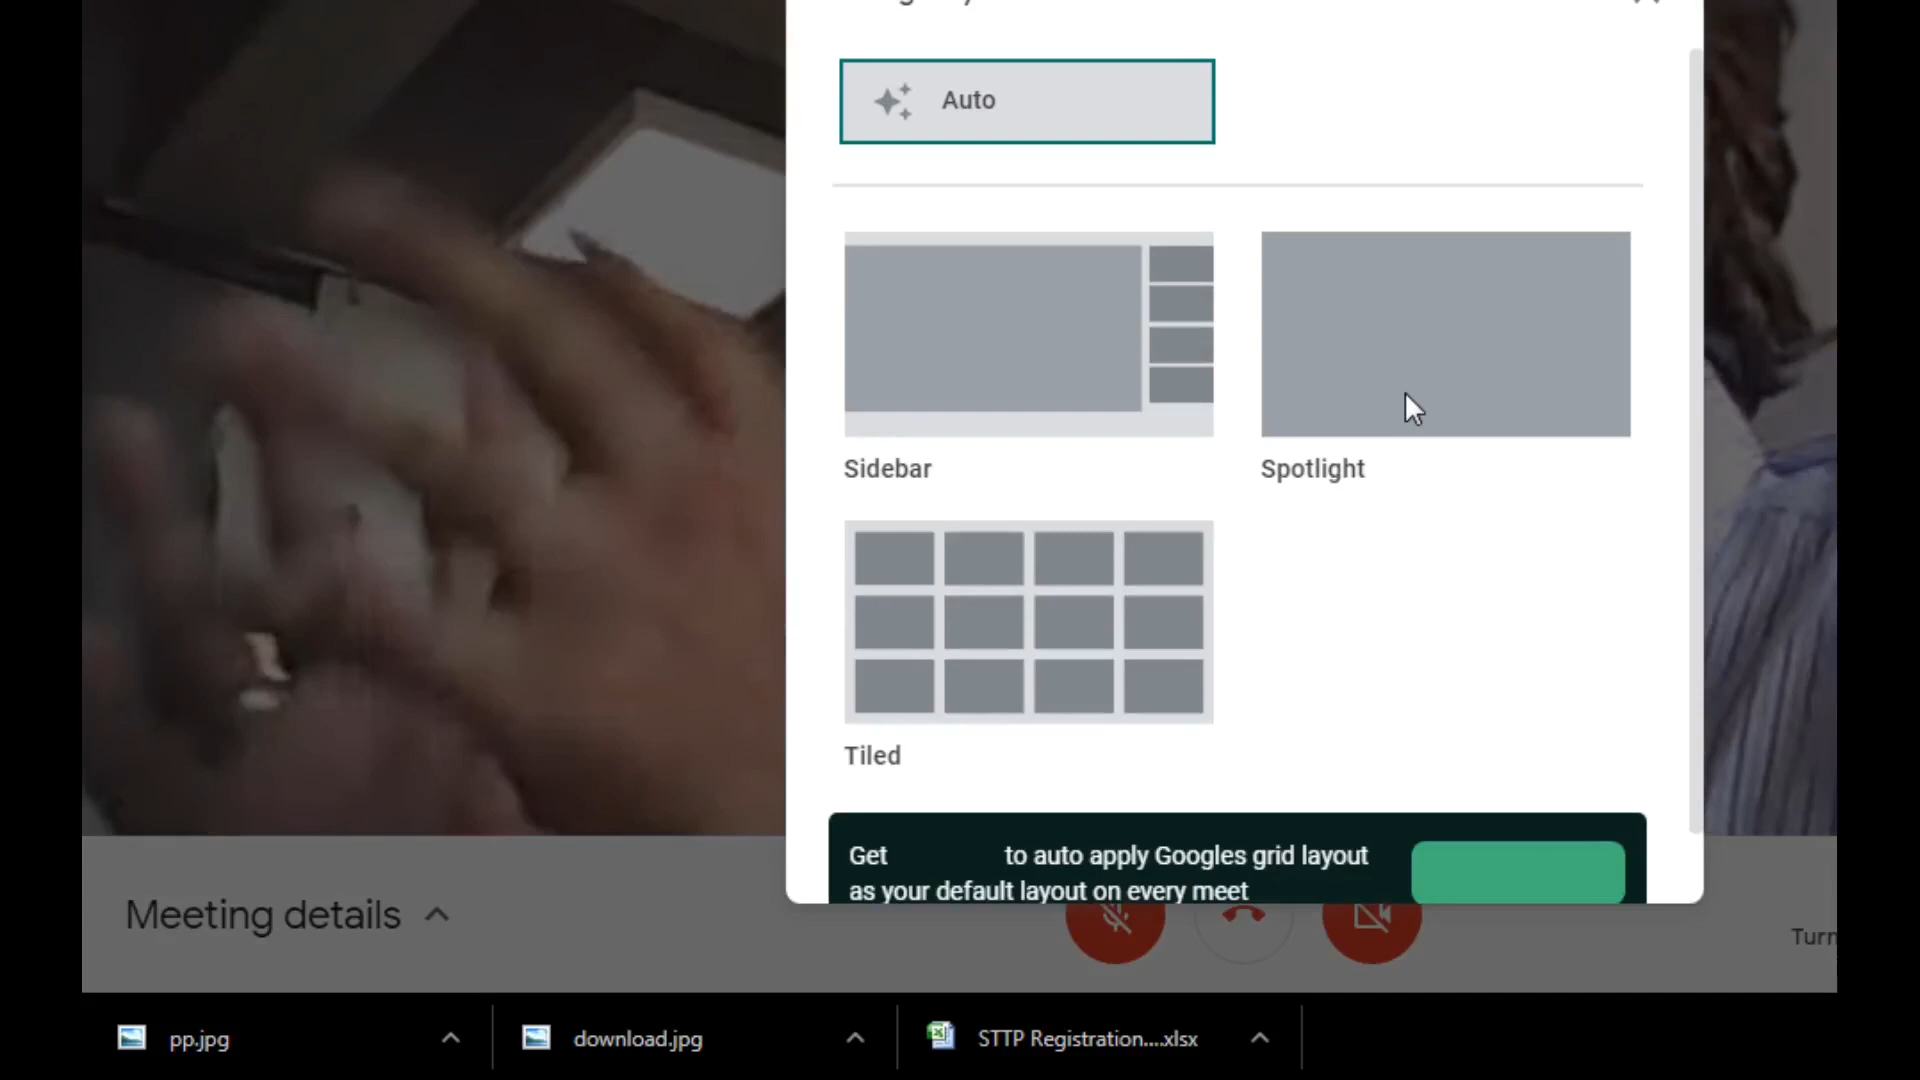 Auto
Sidebar
Spotlight
Tiled
Get to auto apply Googles grid layout
as your default layout on every meet
Meeting details
Turn
pp.jpg
download.jpg
STTP Registration....xlsx